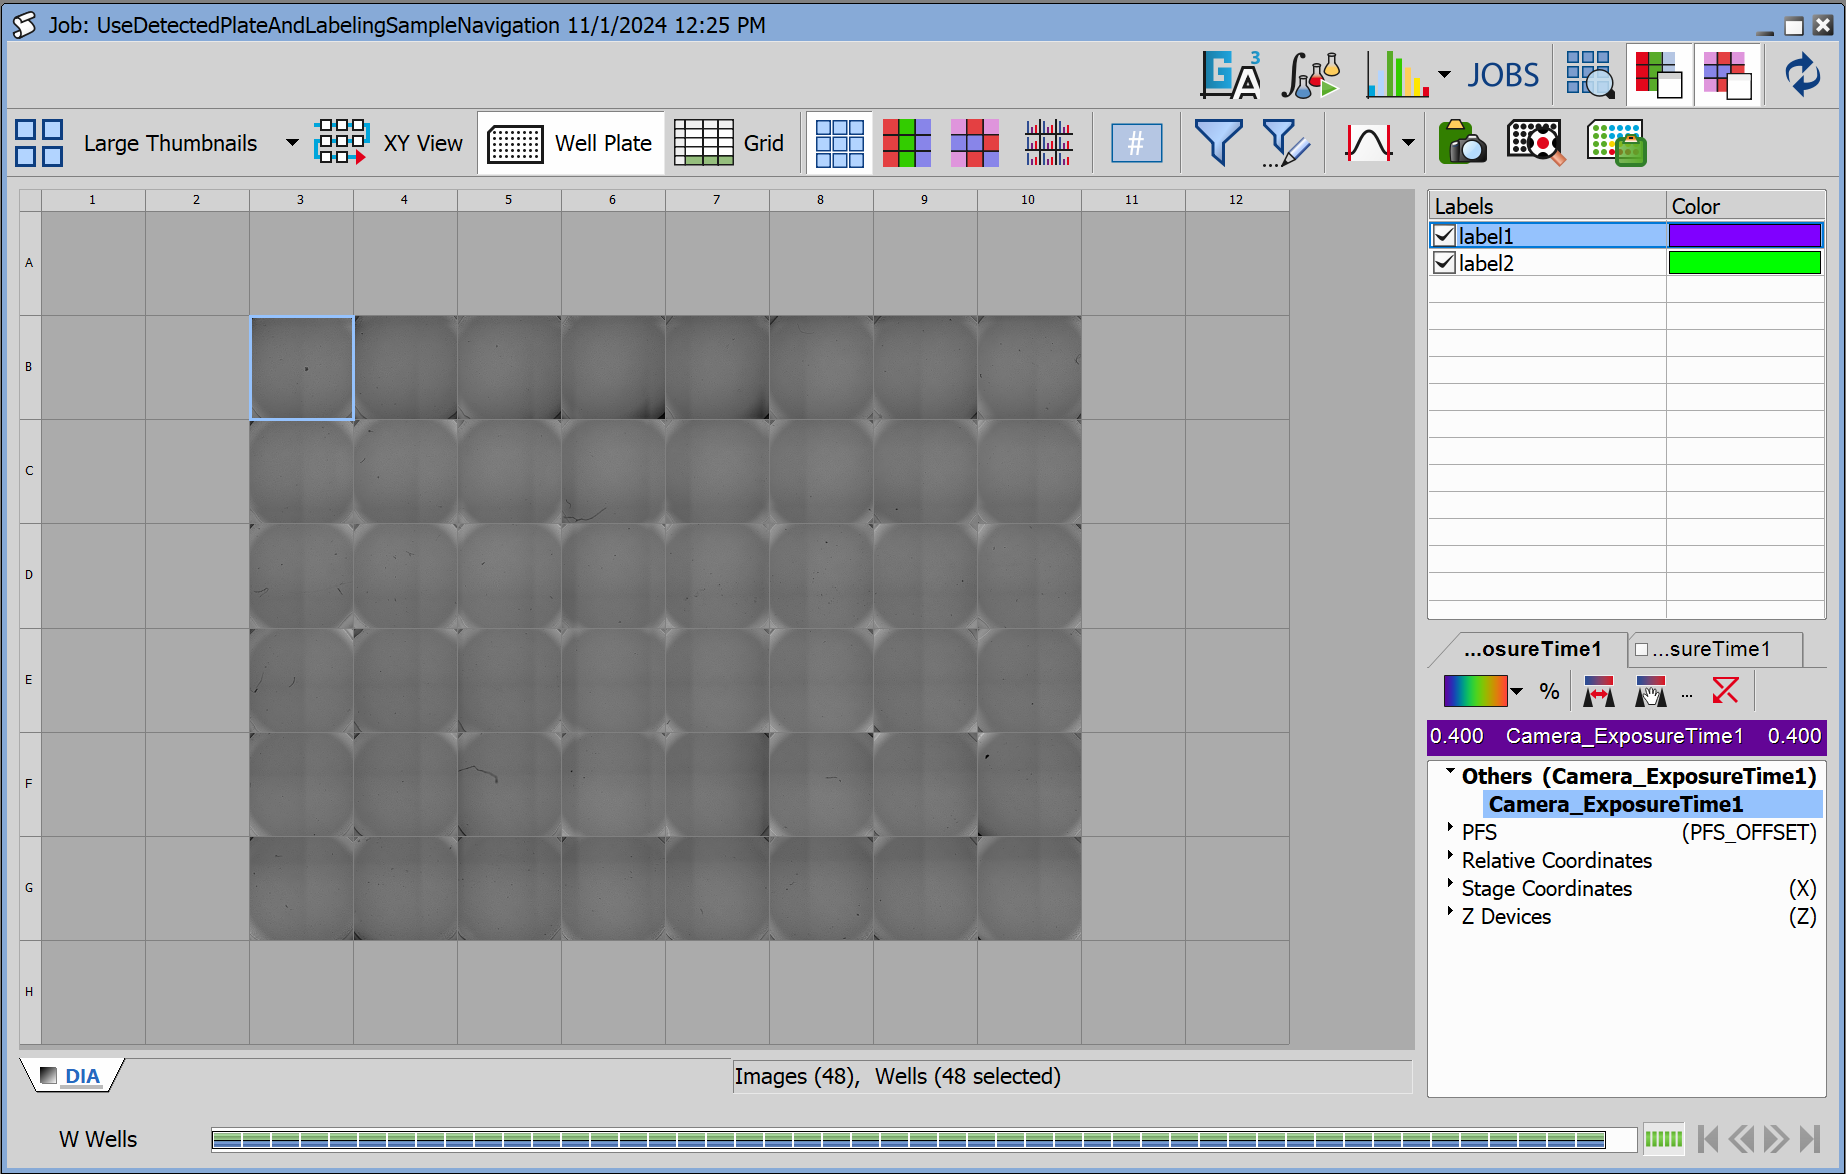 Job: UseDetectedPlateAndLabelingSampleNavigation 11/1/2024 12:25 PM
GA3 JOBS
Large Thumbnails XY View Well Plate Grid #
1 2 3 4 5 6 7 8 9 10 11 12
A
B
C
D
E
F
G
H
Labels Color
label1
label2
...osureTime1 ...sureTime1
% ...
0.400 Camera_ExposureTime1 0.400
Others (Camera_ExposureTime1)
Camera_ExposureTime1
PFS (PFS_OFFSET)
Relative Coordinates
Stage Coordinates (X)
Z Devices (Z)
DIA
Images (48), Wells (48 selected)
W Wells